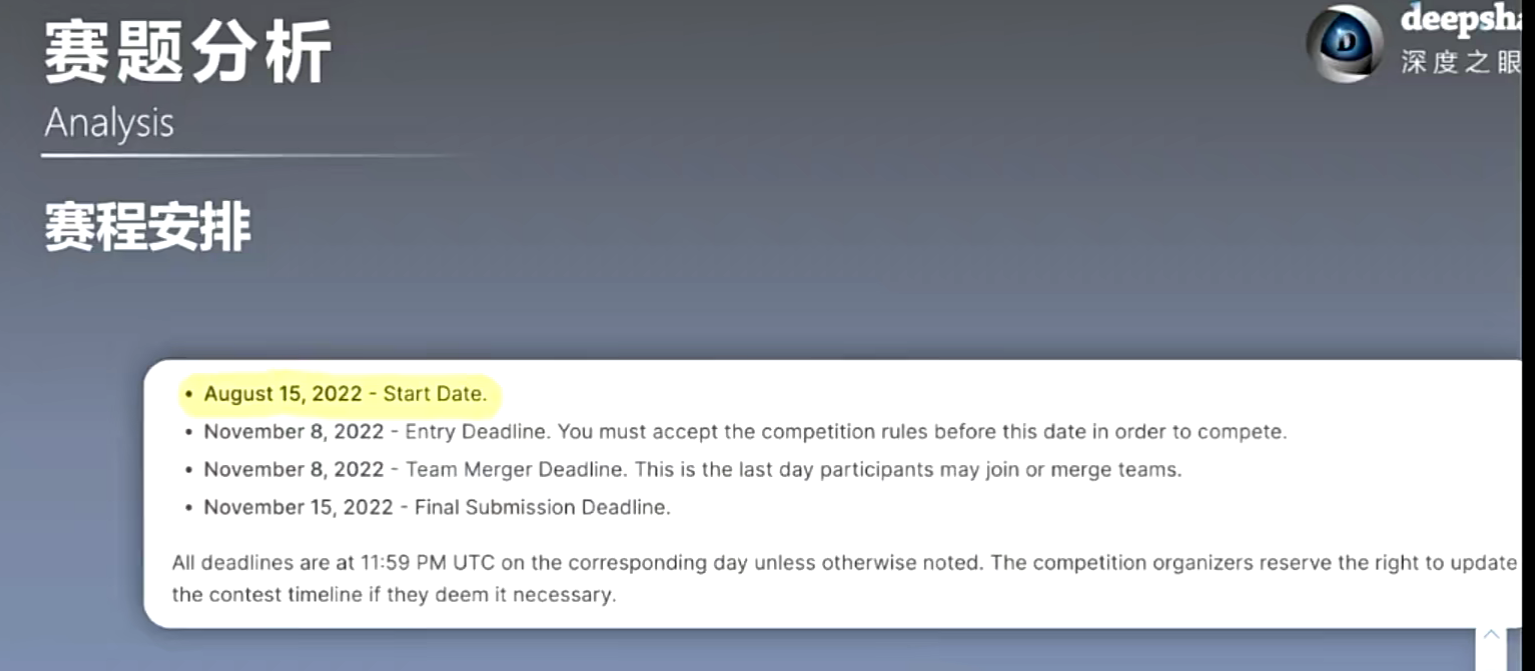 赛题分析
Analysis
深度之眼
赛程安排
• August 15, 2022 - Start Date.
• November 8, 2022 - Entry Deadline. You must accept the competition rules before this date in order to compete.
• November 8, 2022 - Team Merger Deadline. This is the last day participants may join or merge teams.
• November 15, 2022 - Final Submission Deadline.
All deadlines are at 11:59 PM UTC on the corresponding day unless otherwise noted. The competition organizers reserve the right to update
the contest timeline if they deem it necessary.